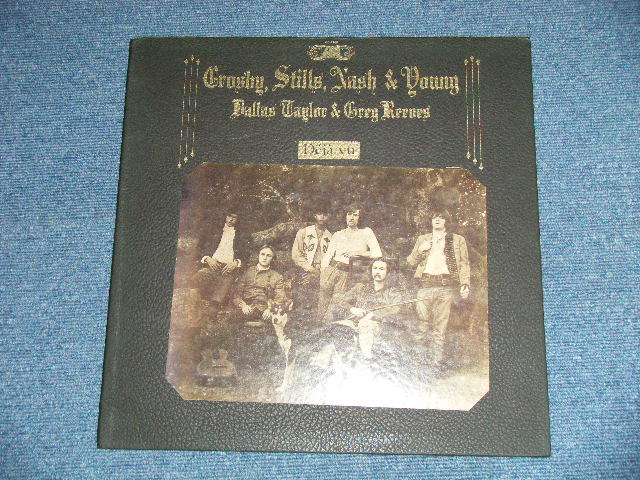 Crosby, Stills, Nash & Young
Dallas Taylor & Greg Reeves
Déjà vu